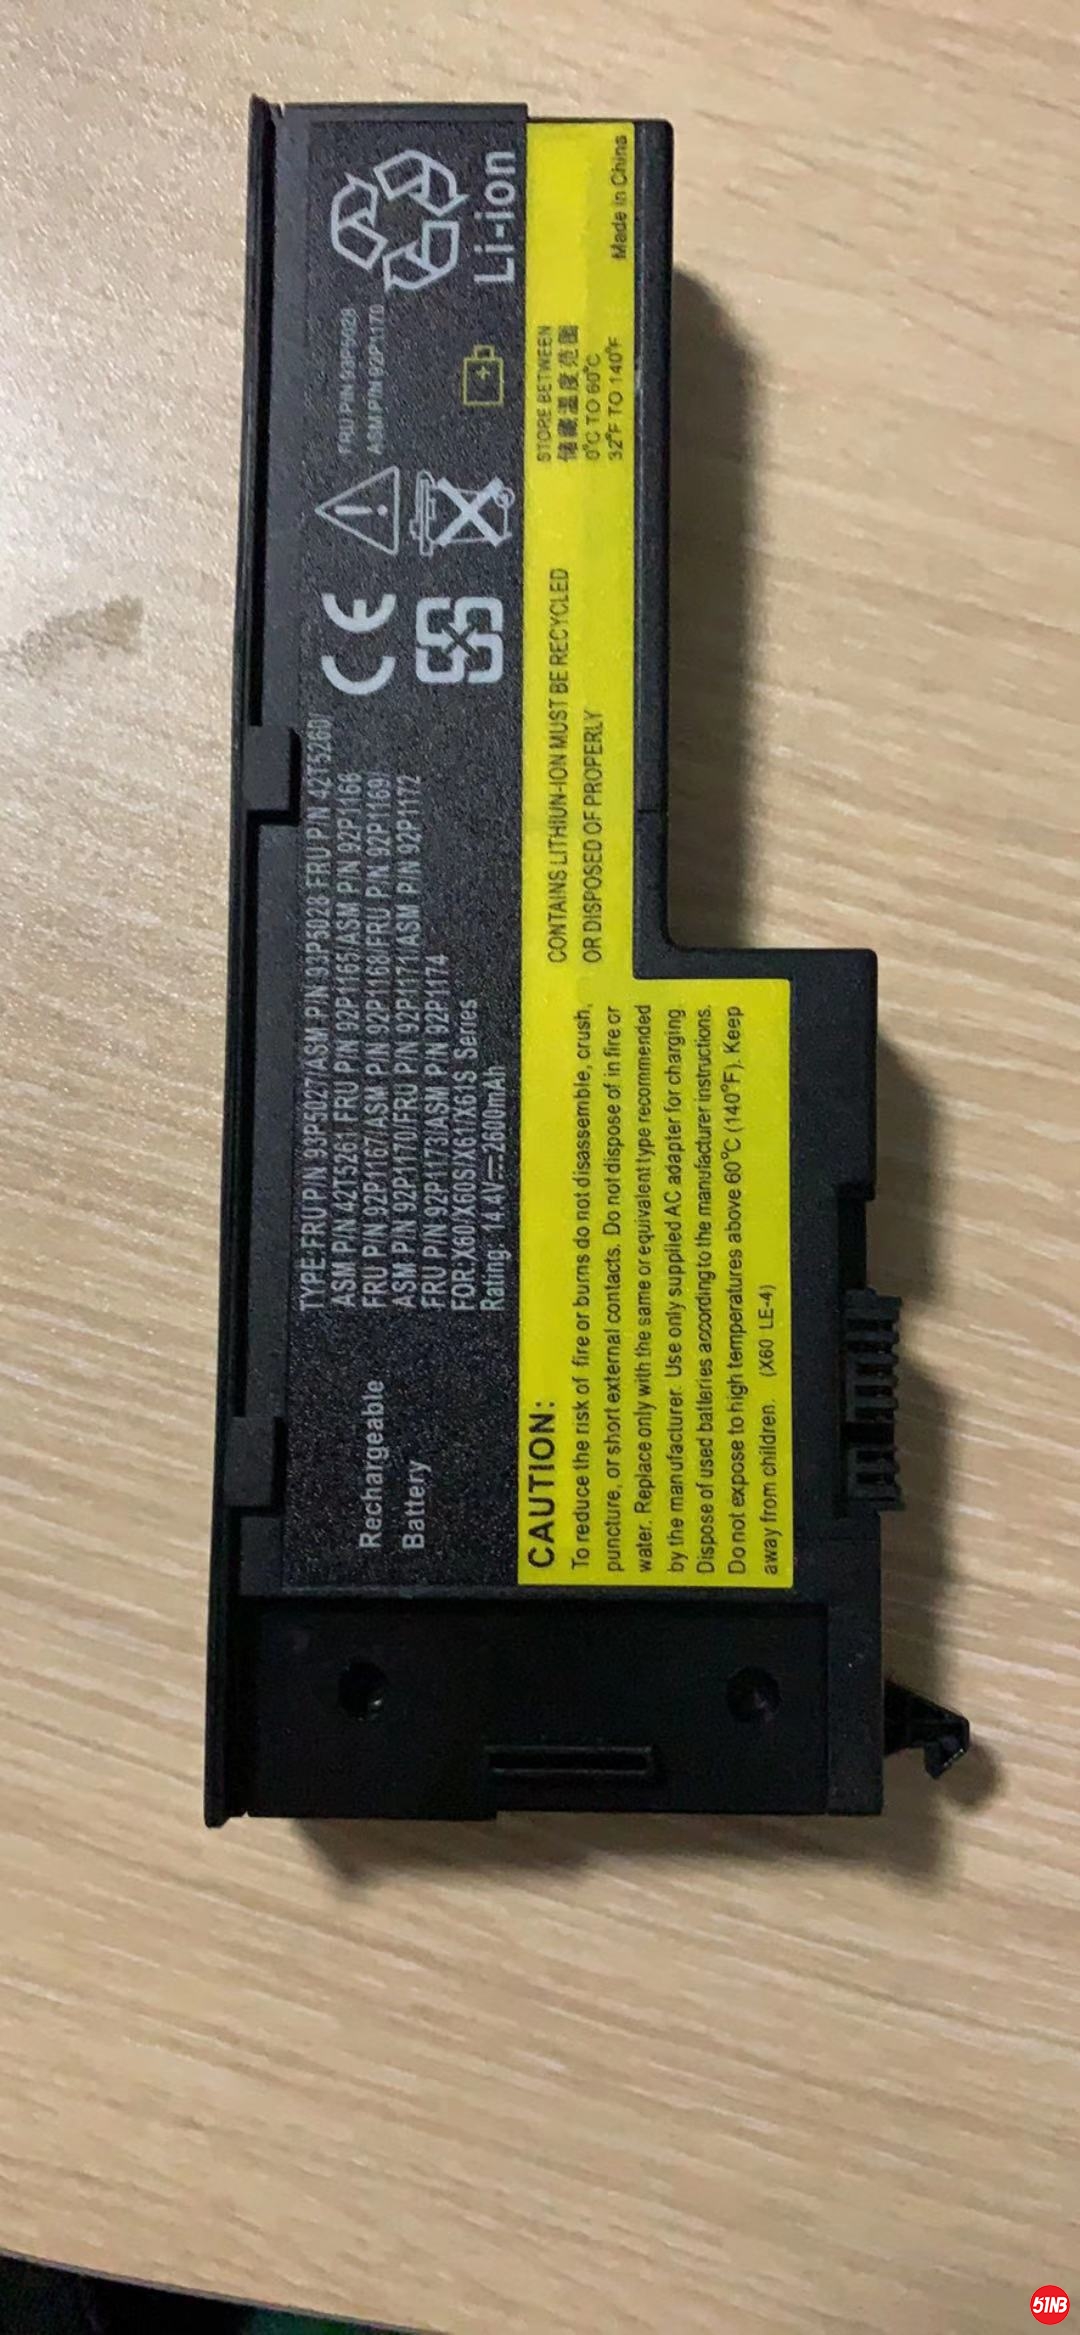 Rechargeable
Battery
TYPE:FRU P/N 93P5027/ASM P/N 93P5028 FRU P/N 42T5260/
ASM P/N 42T5261 FRU P/N 92P1165/ASM P/N 92P1166
FRU P/N 92P1167/ASM P/N 92P1168/FRU P/N 92P1169/
ASM P/N 92P1170/FRU P/N 92P1171/ASM P/N 92P1172
FRU P/N 92P1173/ASM P/N 92P1174
FOR:X60/X60S/X61X61S Series
Rating: 14.4V⎓2600mAh
CE
FRU P/N 93P5028
ASM P/N 92P1170
Li-ion
CAUTION:
To reduce the risk of fire or burns do not disassemble, crush,
puncture, or short external contacts. Do not dispose of in fire or
water. Replace only with the same or equivalent type recommended
by the manufacturer. Use only supplied AC adapter for charging
Dispose of used batteries according to the manufacturer instructions.
Do not expose to high temperatures above 60°C (140°F). Keep
away from children. (X60 LE-4)
CONTAINS LITHIUN-ION MUST BE RECYCLED
OR DISPOSED OF PROPERLY
STORE BETWEEN
儲藏溫度范圍
0°C TO 60°C
32°F TO 140°F
Made in China
51NB